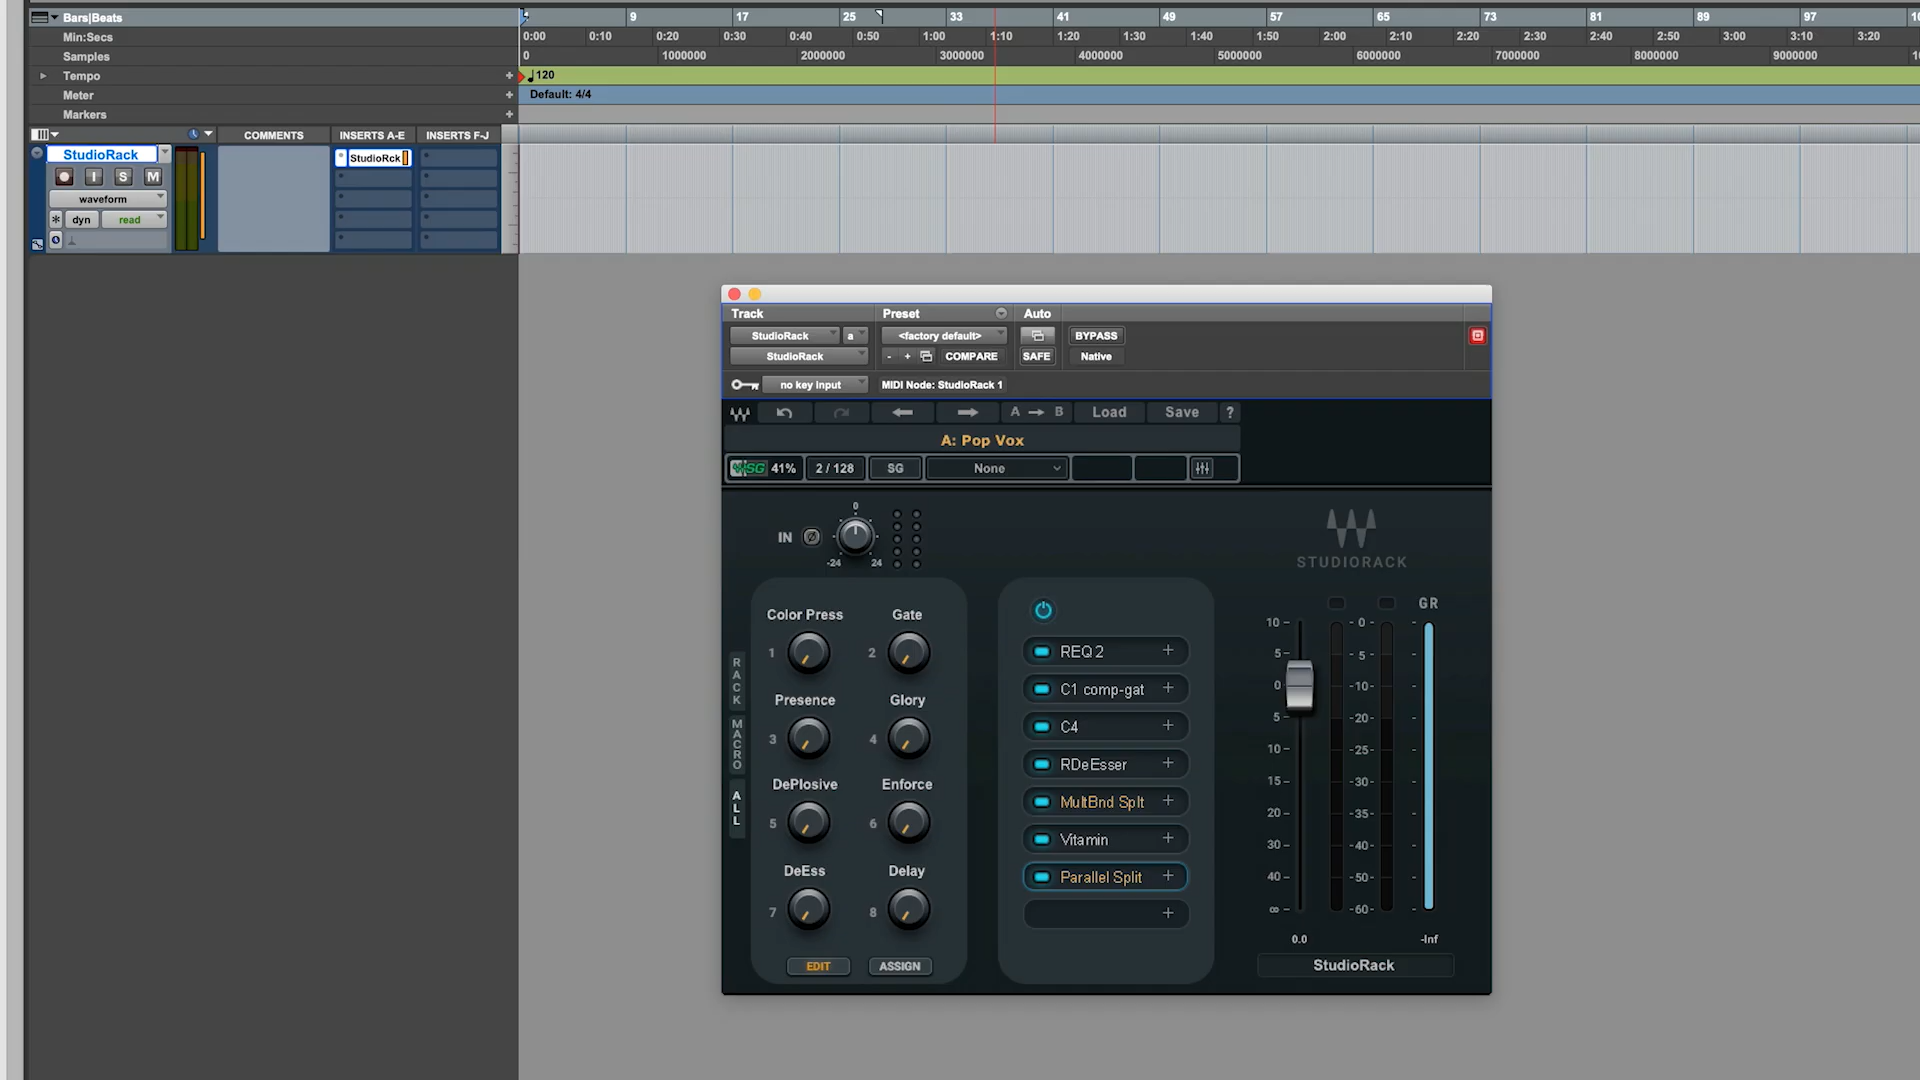 Bars|Beats 9 17 25 33 41 49 57 65 73 81 89 97
Min:Secs 0:00 0:10 0:20 0:30 0:40 0:50 1:00 1:10 1:20 1:30 1:40 1:50 2:00 2:10 2:20 2:30 2:40 2:50 3:00 3:10 3:20
Samples 0 1000000 2000000 3000000 4000000 5000000 6000000 7000000 8000000 9000000
Tempo + 120
Meter + Default: 4/4
Markers +
COMMENTS INSERTS A-E INSERTS F-J
StudioRack StudioRck
I S M
waveform
dyn read
Track Preset Auto
StudioRack a <factory default> BYPASS
StudioRack - + COMPARE SAFE Native
no key input MIDI Node: StudioRack 1
A B Load Save ?
A: Pop Vox
SG 41% 2 / 128 SG None
0
IN
-24 24
STUDIORACK
Color Press Gate
1 2
Presence Glory
3 4
DePlosive Enforce
5 6
DeEss Delay
7 8
EDIT ASSIGN
RACK
MACRO
ALL
REQ 2 +
C1 comp-gat +
C4 +
RDeEsser +
MultBnd Splt +
Vitamin +
Parallel Split +
+
GR
10 - - 0 -
5 - - 5 -
0 - -10-
5 - -20-
10 - -25-
15 - -30-
20 - -35-
30 - -40-
40 - -50-
∞ - -60-
0.0 -Inf
StudioRack